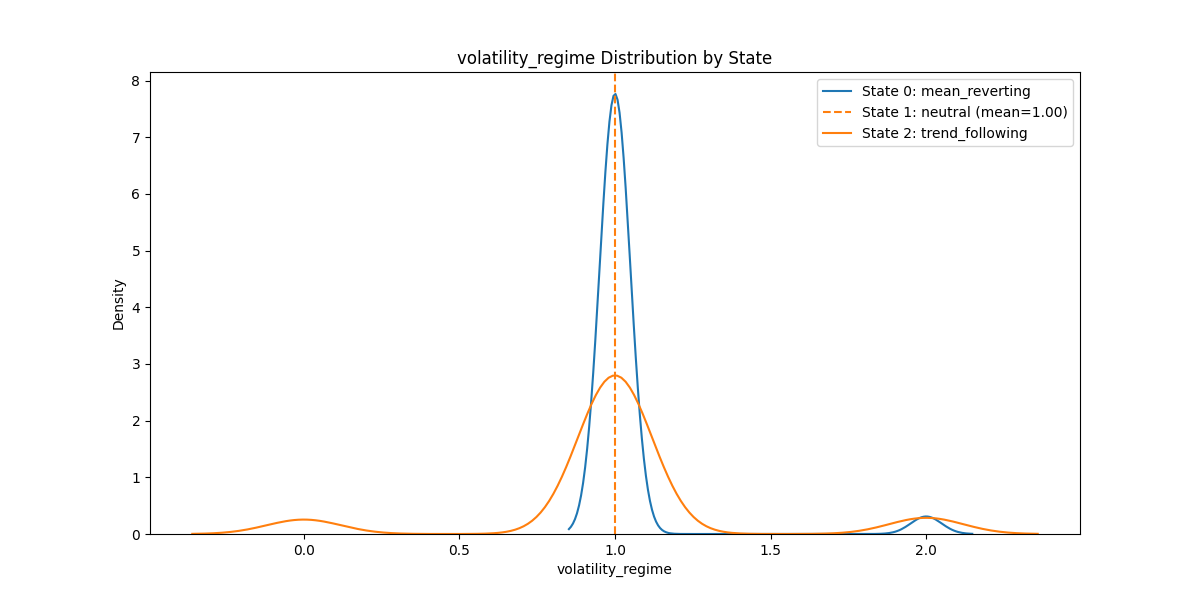 volatility_regime Distribution by State
State 0: mean_reverting
State 1: neutral (mean=1.00)
State 2: trend_following
Density
8
7
6
5
4
3
2
1
0
0.0 0.5 1.0 1.5 2.0
volatility_regime